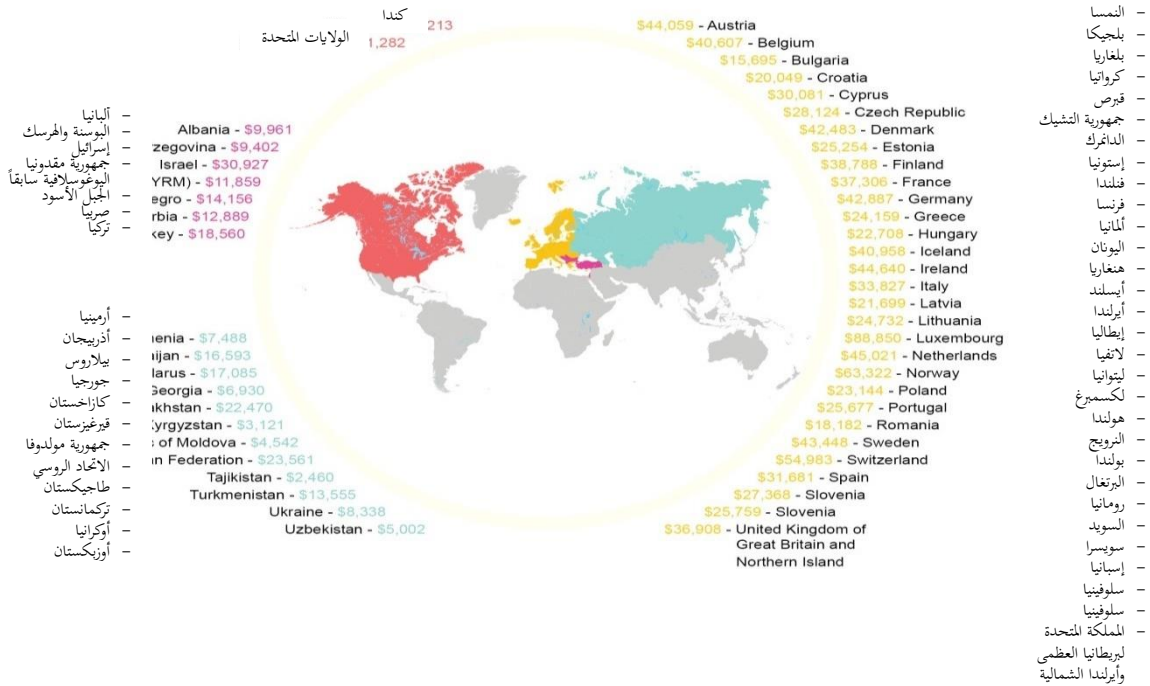 كندا
213
الولايات المتحدة
1,282
– ألبانيا
– البوسنة والهرسك
– إسرائيل
– جمهورية مقدونيا
اليوغوسلافية سابقاً
– الجبل الأسود
– صربيا
– تركيا
Albania - $9,961
zegovina - $9,402
Israel - $30,927
YRM) - $11,859
egro - $14,156
rbia - $12,889
key - $18,560
– أرمينيا
– أذربيجان
– بيلاروس
– جورجيا
– كازاخستان
– قيرغيزستان
– جمهورية مولدوفا
– الاتحاد الروسي
– طاجيكستان
– تركمانستان
– أوكرانيا
– أوزبكستان
enia - $7,488
aijan - $16,593
larus - $17,085
Georgia - $6,930
akhstan - $22,470
Kyrgyzstan - $3,121
s of Moldova - $4,542
n Federation - $23,561
Tajikistan - $2,460
Turkmenistan - $13,555
Ukraine - $8,338
Uzbekistan - $5,002
$44,059 - Austria
$40,607 - Belgium
$15,695 - Bulgaria
$20,049 - Croatia
$30,081 - Cyprus
$28,124 - Czech Republic
$42,483 - Denmark
$25,254 - Estonia
$38,788 - Finland
$37,306 - France
$42,887 - Germany
$24,159 - Greece
$22,708 - Hungary
$40,958 - Iceland
$44,640 - Ireland
$33,827 - Italy
$21,699 - Latvia
$24,732 - Lithuania
$88,850 - Luxembourg
$45,021 - Netherlands
$63,322 - Norway
$23,144 - Poland
$25,677 - Portugal
$18,182 - Romania
$43,448 - Sweden
$54,983 - Switzerland
$31,681 - Spain
$27,368 - Slovenia
$25,759 - Slovenia
$36,908 - United Kingdom of
Great Britain and
Northern Island
– النمسا
– بلجيكا
– بلغاريا
– كرواتيا
– قبرص
– جمهورية التشيك
– الدانمرك
– إستونيا
– فنلندا
– فرنسا
– ألمانيا
– اليونان
– هنغاريا
– أيسلند
– أيرلندا
– إيطاليا
– لاتفيا
– ليتوانيا
– لكسمبرغ
– هولندا
– النرويج
– بولندا
– البرتغال
– رومانيا
– السويد
– سويسرا
– إسبانيا
– سلوفينيا
– سلوفينيا
– المملكة المتحدة
لبريطانيا العظمى
وأيرلندا الشمالية